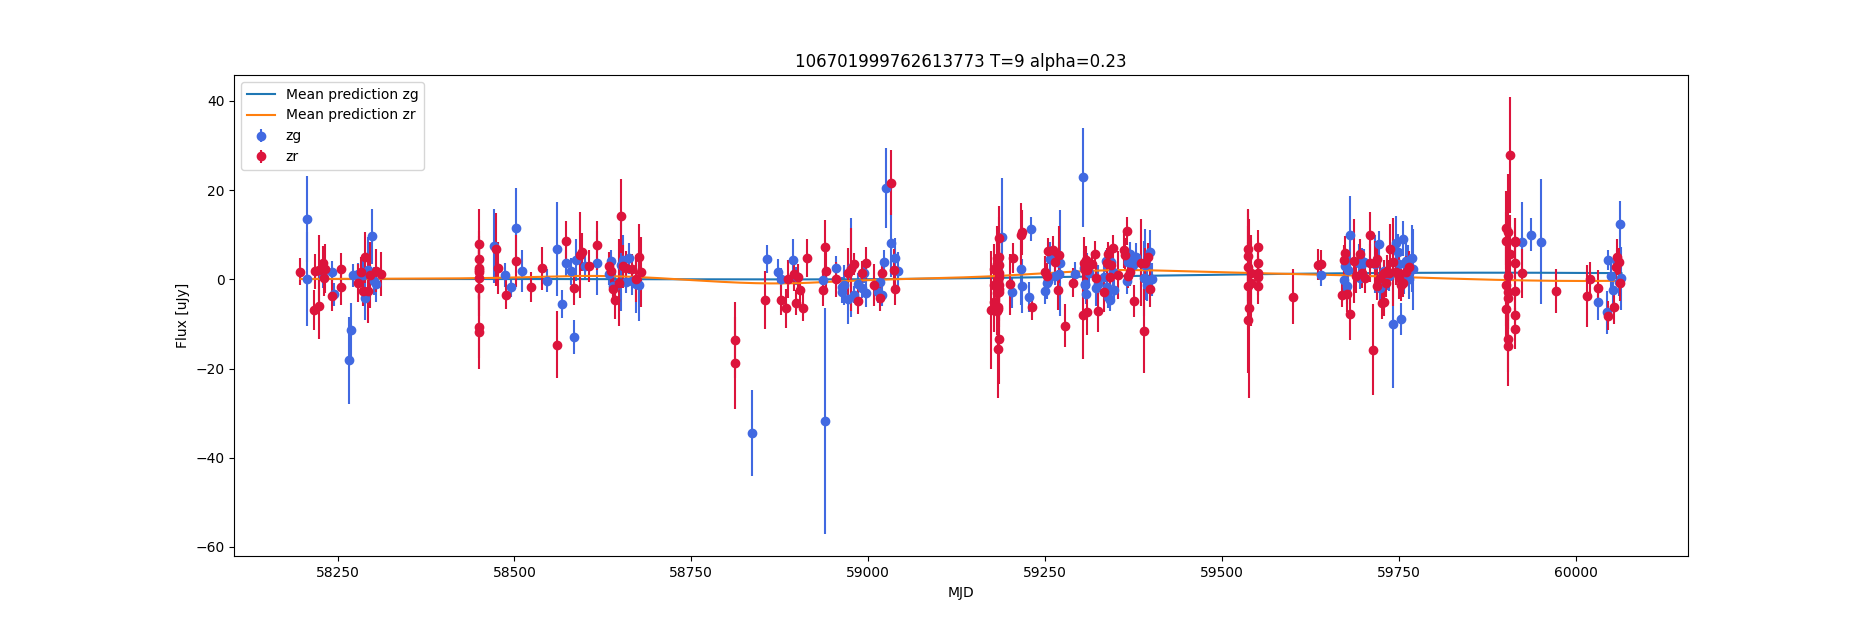 106701999762613773 T=9 alpha=0.23
Mean prediction zg
Mean prediction zr
zg
zr
Flux [uJy]
40
20
0
−20
−40
−60
58250 58500 58750 59000 59250 59500 59750 60000
MJD